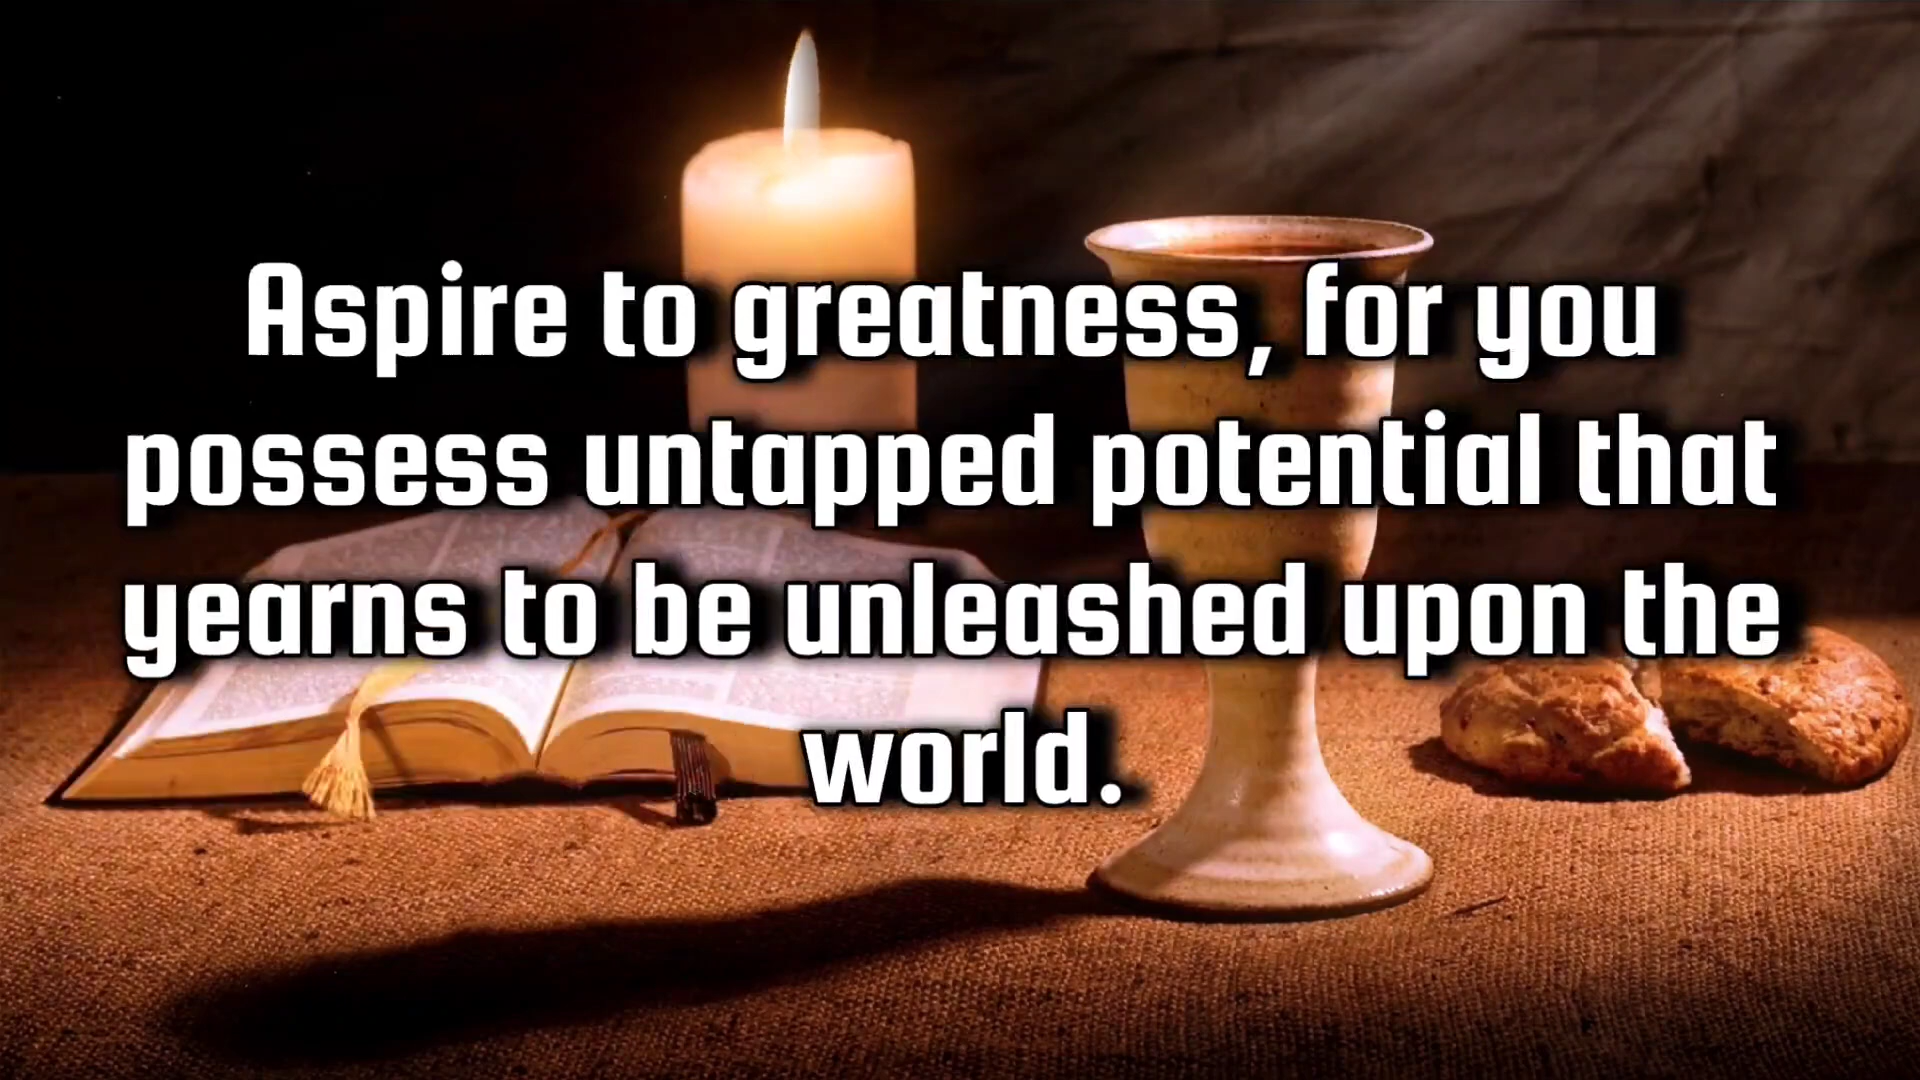 Aspire to greatness, for you
possess untapped potential that
yearns to be unleashed upon the
world.